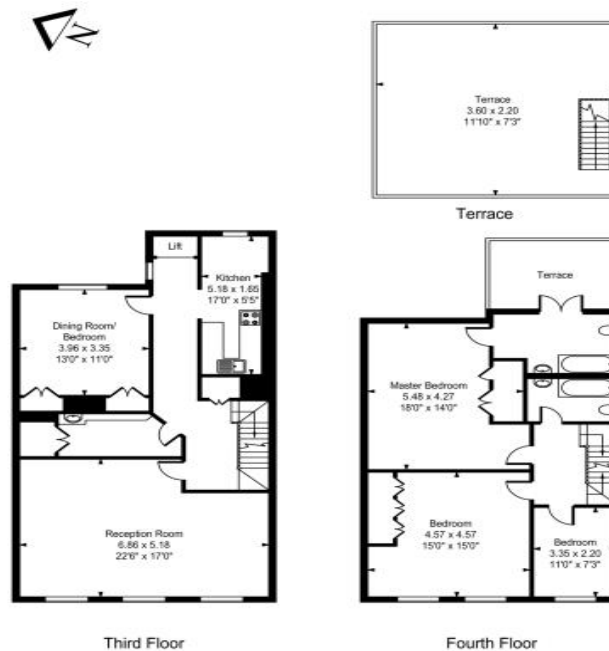 N
Terrace
3.60 x 2.20
11'10" x 7'3"
Terrace
Lift
Kitchen
5.18 x 1.65
17'0" x 5'5"
Dining Room/
Bedroom
3.96 x 3.35
13'0" x 11'0"
Reception Room
6.86 x 5.18
22'6" x 17'0"
Third Floor
Terrace
Master Bedroom
5.48 x 4.27
18'0" x 14'0"
Bedroom
4.57 x 4.57
15'0" x 15'0"
Bedroom
3.35 x 2.20
11'0" x 7'3"
Fourth Floor